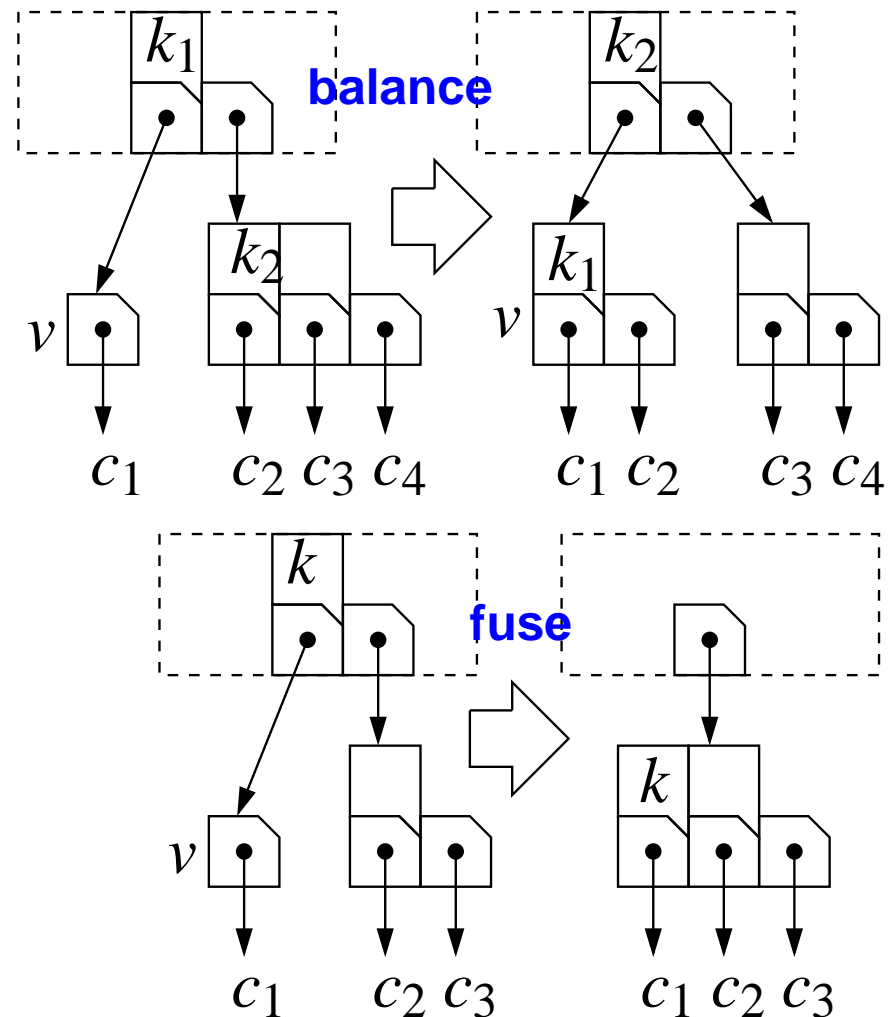 k₁ k₂
balance
k₂ k₁
v v
c₁ c₂ c₃ c₄ c₁ c₂ c₃ c₄
k
fuse
k
v
c₁ c₂ c₃ c₁ c₂ c₃